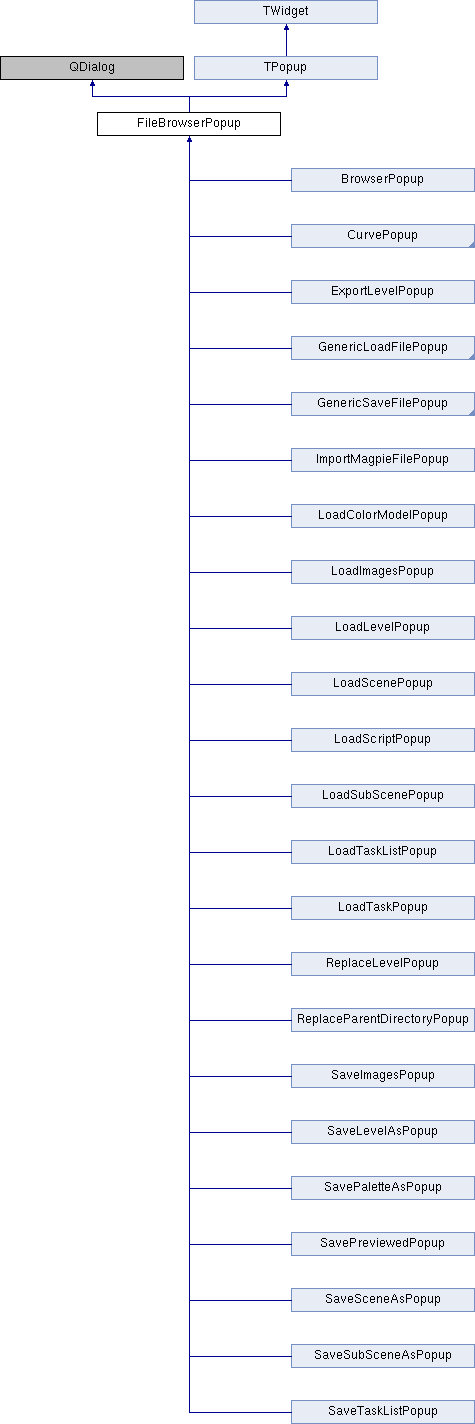 TWidget
QDialog
TPopup
FileBrowserPopup
BrowserPopup
CurvePopup
ExportLevelPopup
GenericLoadFilePopup
GenericSaveFilePopup
ImportMagpieFilePopup
LoadColorModelPopup
LoadImagesPopup
LoadLevelPopup
LoadScenePopup
LoadScriptPopup
LoadSubScenePopup
LoadTaskListPopup
LoadTaskPopup
ReplaceLevelPopup
ReplaceParentDirectoryPopup
SaveImagesPopup
SaveLevelAsPopup
SavePaletteAsPopup
SavePreviewedPopup
SaveSceneAsPopup
SaveSubSceneAsPopup
SaveTaskListPopup